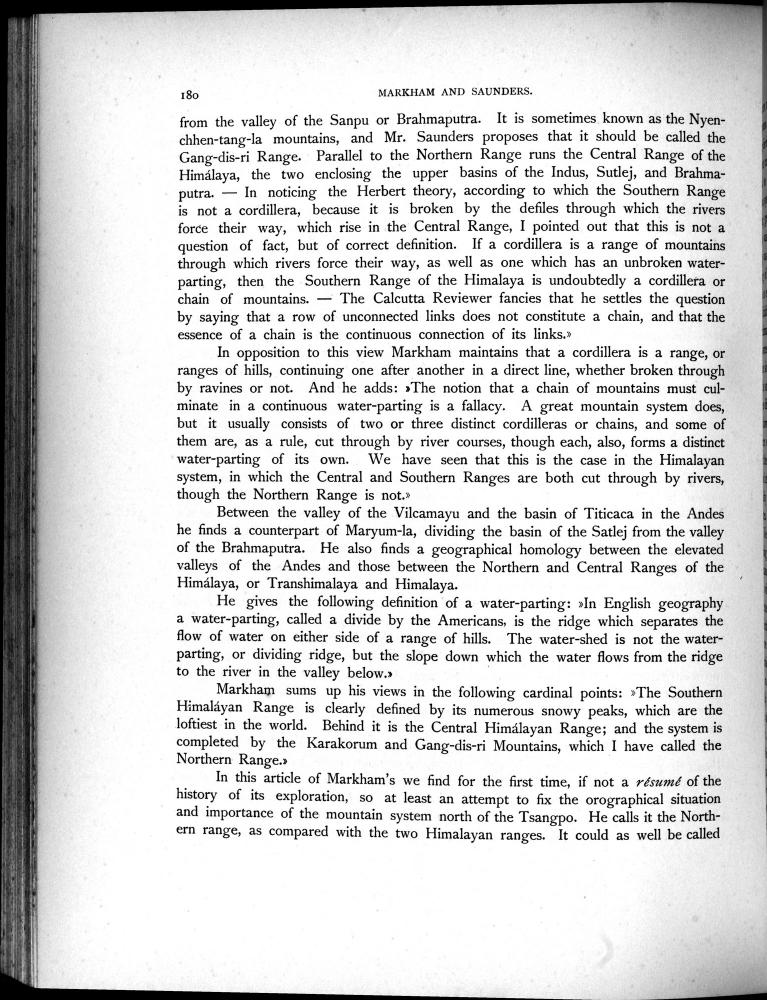 180
MARKHAM AND SAUNDERS.
from the valley of the Sanpu or Brahmaputra. It is sometimes known as the Nyen-
chhen-tang-la mountains, and Mr. Saunders proposes that it should be called the
Gang-dis-ri Range. Parallel to the Northern Range runs the Central Range of the
Himálaya, the two enclosing the upper basins of the Indus, Sutlej, and Brahma-
putra. — In noticing the Herbert theory, according to which the Southern Range
is not a cordillera, because it is broken by the defiles through which the rivers
force their way, which rise in the Central Range, I pointed out that this is not a
question of fact, but of correct definition. If a cordillera is a range of mountains
through which rivers force their way, as well as one which has an unbroken water-
parting, then the Southern Range of the Himalaya is undoubtedly a cordillera or
chain of mountains. — The Calcutta Reviewer fancies that he settles the question
by saying that a row of unconnected links does not constitute a chain, and that the
essence of a chain is the continuous connection of its links.»
In opposition to this view Markham maintains that a cordillera is a range, or
ranges of hills, continuing one after another in a direct line, whether broken through
by ravines or not. And he adds: »The notion that a chain of mountains must cul-
minate in a continuous water-parting is a fallacy. A great mountain system does,
but it usually consists of two or three distinct cordilleras or chains, and some of
them are, as a rule, cut through by river courses, though each, also, forms a distinct
water-parting of its own. We have seen that this is the case in the Himalayan
system, in which the Central and Southern Ranges are both cut through by rivers,
though the Northern Range is not.»
Between the valley of the Vilcamayu and the basin of Titicaca in the Andes
he finds a counterpart of Maryum-la, dividing the basin of the Satlej from the valley
of the Brahmaputra. He also finds a geographical homology between the elevated
valleys of the Andes and those between the Northern and Central Ranges of the
Himálaya, or Transhimalaya and Himalaya.
He gives the following definition of a water-parting: »In English geography
a water-parting, called a divide by the Americans, is the ridge which separates the
flow of water on either side of a range of hills. The water-shed is not the water-
parting, or dividing ridge, but the slope down which the water flows from the ridge
to the river in the valley below.»
Markham sums up his views in the following cardinal points: »The Southern
Himaláyan Range is clearly defined by its numerous snowy peaks, which are the
loftiest in the world. Behind it is the Central Himálayan Range; and the system is
completed by the Karakorum and Gang-dis-ri Mountains, which I have called the
Northern Range.»
In this article of Markham's we find for the first time, if not a résumé of the
history of its exploration, so at least an attempt to fix the orographical situation
and importance of the mountain system north of the Tsangpo. He calls it the North-
ern range, as compared with the two Himalayan ranges. It could as well be called